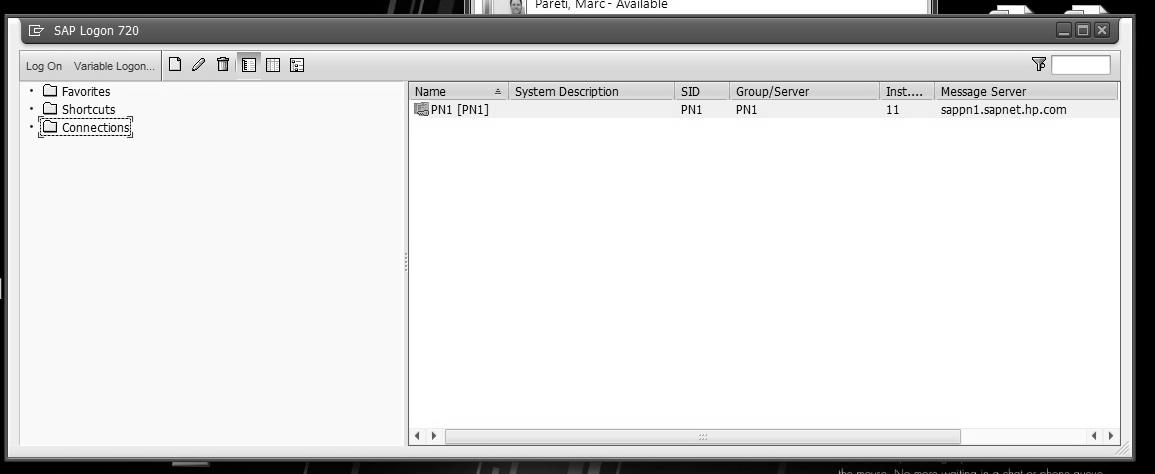 Pareti, Marc - Available
SAP Logon 720
Log On Variable Logon...
Favorites
Shortcuts
Connections
Name System Description SID Group/Server Inst.... Message Server
PN1 [PN1] PN1 PN1 11 sappn1.sapnet.hp.com
the mouse. No more waiting in a chat or phone queue